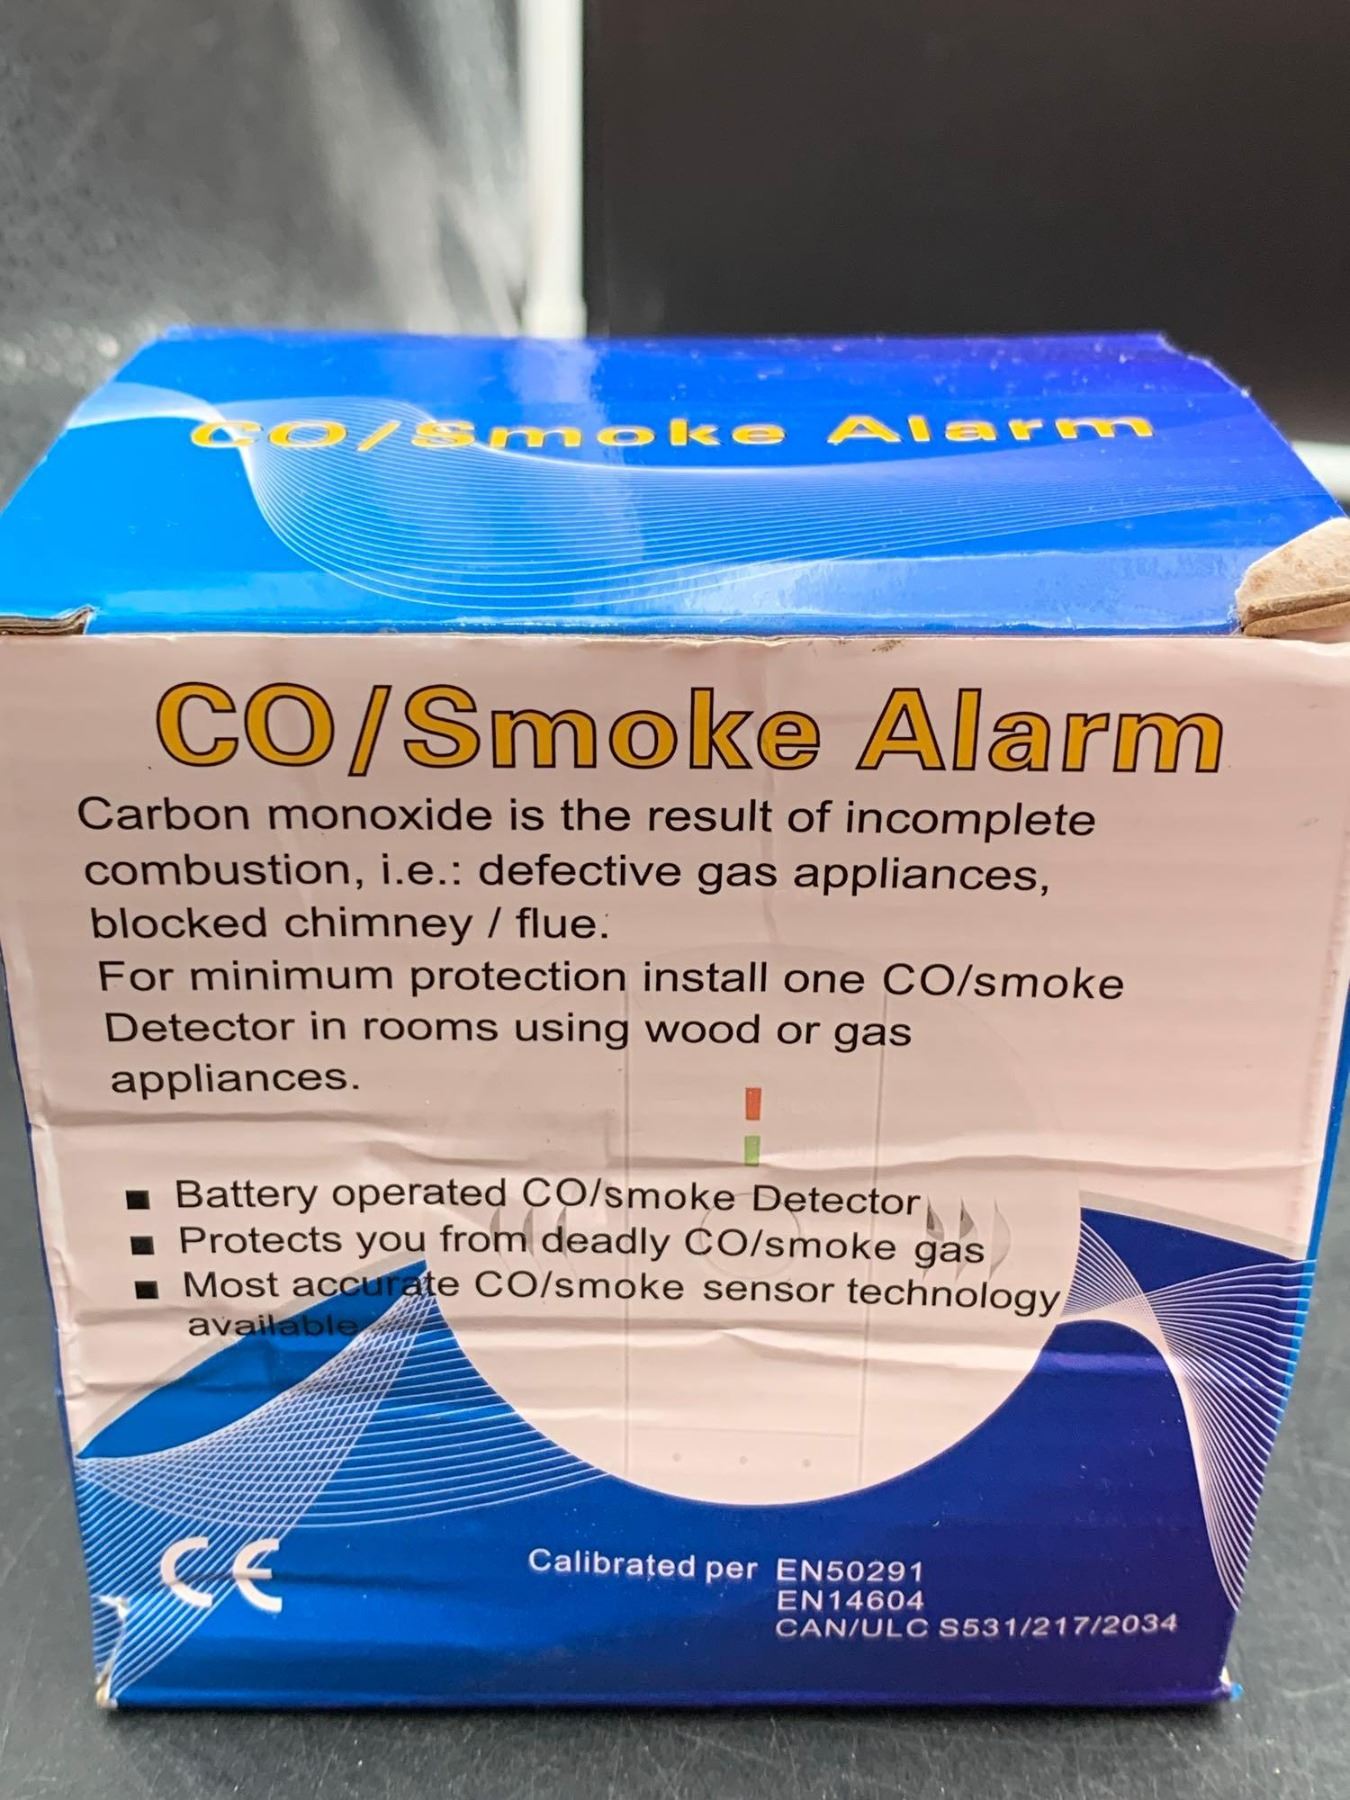 CO/Smoke Alarm
CO/Smoke Alarm
Carbon monoxide is the result of incomplete
combustion, i.e.: defective gas appliances,
blocked chimney / flue.
For minimum protection install one CO/smoke
Detector in rooms using wood or gas
appliances.
▪ Battery operated CO/smoke Detector
▪ Protects you from deadly CO/smoke gas
▪ Most accurate CO/smoke sensor technology
available
CE
Calibrated per EN50291
EN14604
CAN/ULC S531/217/2034